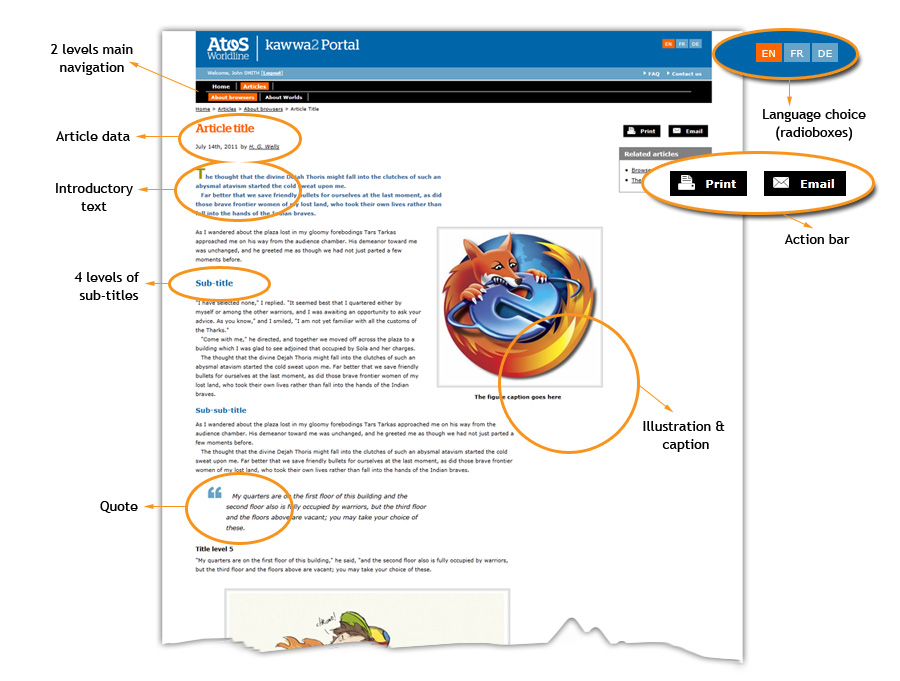 2 levels main
navigation
Article data
Introductory
text
4 levels of
sub-titles
Quote
AtoS
Worldline
kawwa2 Portal
EN FR DE
Welcome, John SMITH [Logout]
FAQ Contact us
Home Articles
About browsers About Worlds
Home > Articles > About browsers > Article Title
Article title
July 14th, 2011 by H. G. Wells
Print Email
Related articles
Browse
The
The thought that the divine Dejah Thoris might fall into the clutches of such an
abysmal atavism started the cold sweat upon me.
Far better that we save friendly bullets for ourselves at the last moment, as did
those brave frontier women of my lost land, who took their own lives rather than
fall into the hands of the Indian braves.
As I wandered about the plaza lost in my gloomy forebodings Tars Tarkas
approached me on his way from the audience chamber. His demeanor toward me
was unchanged, and he greeted me as though we had not just parted a few
moments before.
Sub-title
"I have selected none," I replied. "It seemed best that I quartered either by
myself or among the other warriors, and I was awaiting an opportunity to ask your
advice. As you know," and I smiled, "I am not yet familiar with all the customs of
the Tharks."
"Come with me," he directed, and together we moved off across the plaza to a
building which I was glad to see adjoined that occupied by Sola and her charges.
The thought that the divine Dejah Thoris might fall into the clutches of such an
abysmal atavism started the cold sweat upon me. Far better that we save friendly
bullets for ourselves at the last moment, as did those brave frontier women of my
lost land, who took their own lives rather than fall into the hands of the Indian
braves.
The figure caption goes here
Sub-sub-title
As I wandered about the plaza lost in my gloomy forebodings Tars Tarkas approached me on his way from the
audience chamber. His demeanor toward me was unchanged, and he greeted me as though we had not just parted a
few moments before.
The thought that the divine Dejah Thoris might fall into the clutches of such an abysmal atavism started the cold
sweat upon me. Far better that we save friendly bullets for ourselves at the last moment, as did those brave frontier
women of my lost land, who took their own lives rather than fall into the hands of the Indian braves.
“ My quarters are on the first floor of this building and the
second floor also is fully occupied by warriors, but the third floor
and the floors above are vacant; you may take your choice of
these.
Title level 5
"My quarters are on the first floor of this building," he said, "and the second floor also is fully occupied by warriors,
but the third floor and the floors above are vacant; you may take your choice of these.
EN FR DE
Language choice
(radioboxes)
Print Email
Action bar
Illustration &
caption